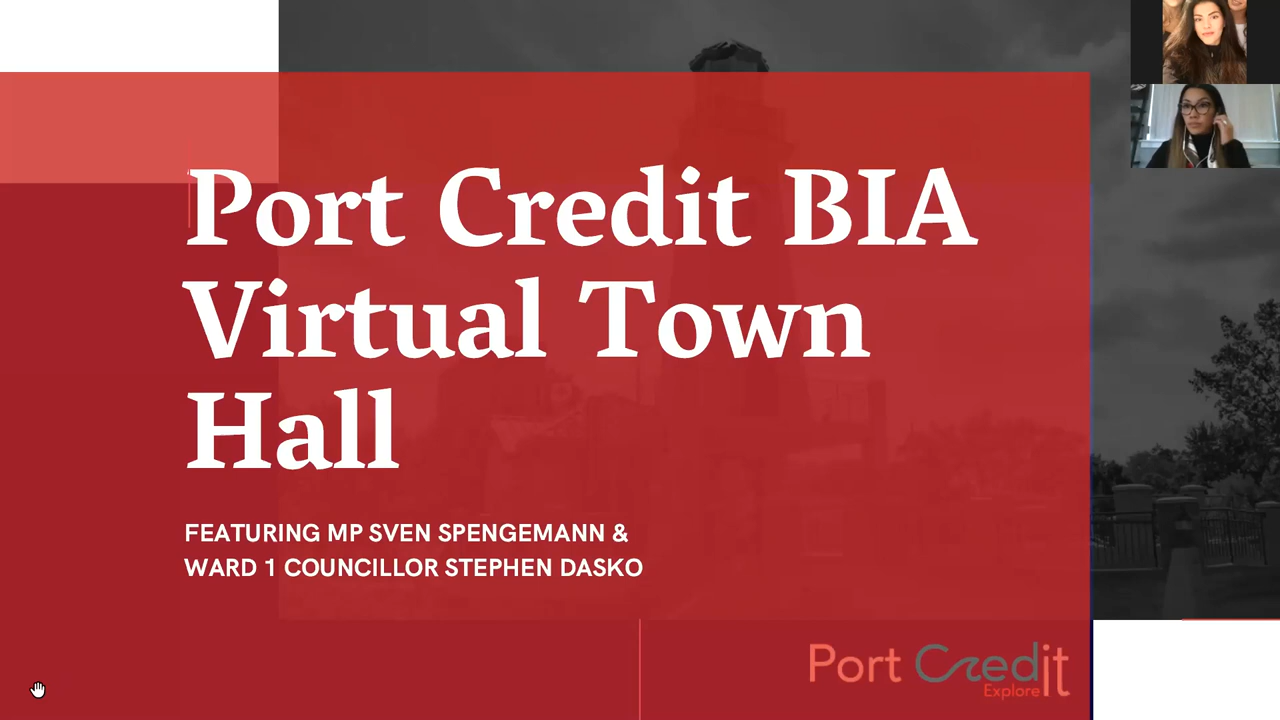 Port Credit BIA
Virtual Town
Hall
FEATURING MP SVEN SPENGEMANN &
WARD 1 COUNCILLOR STEPHEN DASKO
Port Credit
Explore